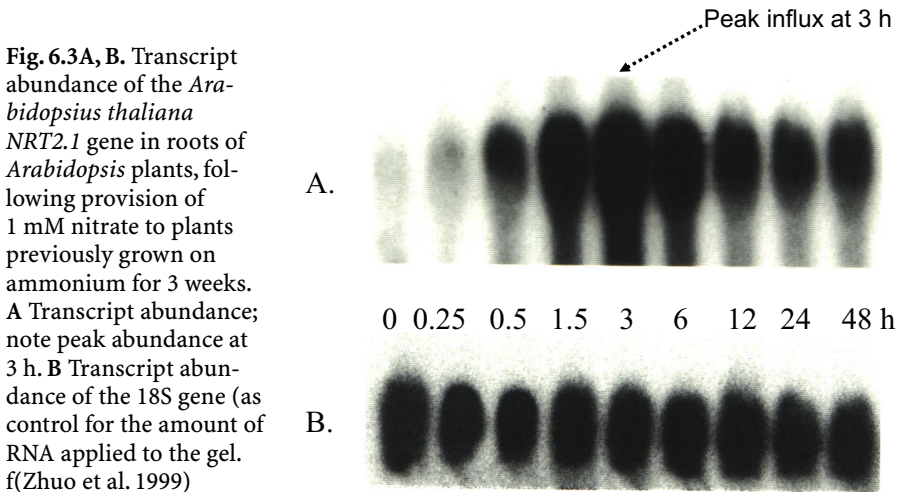 Peak influx at 3 h
Fig. 6.3A, B. Transcript
abundance of the Ara-
bidopsius thaliana
NRT2.1 gene in roots of
Arabidopsis plants, fol-
lowing provision of
1 mM nitrate to plants
previously grown on
ammonium for 3 weeks.
A Transcript abundance;
note peak abundance at
3 h. B Transcript abun-
dance of the 18S gene (as
control for the amount of
RNA applied to the gel.
f(Zhuo et al. 1999)
A.
0 0.25 0.5 1.5 3 6 12 24 48 h
B.